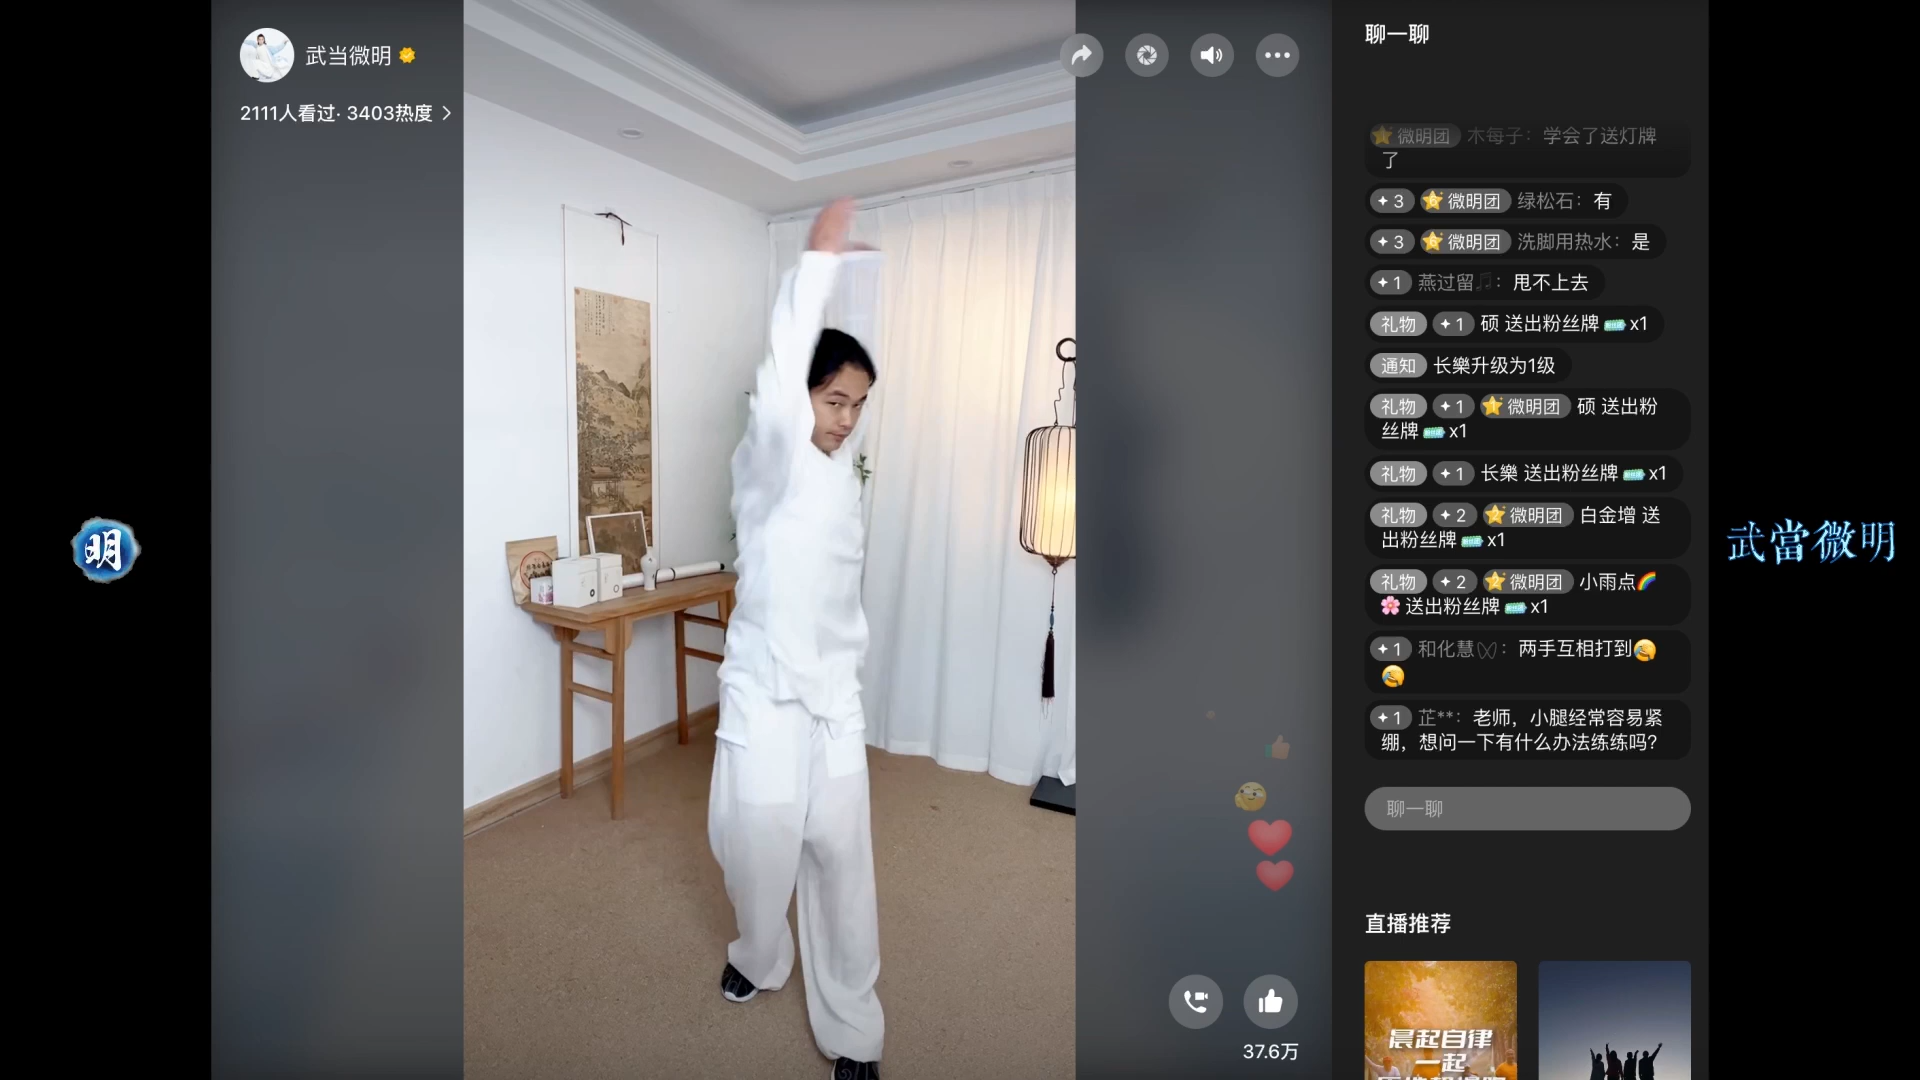 武当微明
2111人看过· 3403热度
聊一聊
微明团 木每子：学会了送灯牌
了
3 微明团 绿松石：有
3 微明团 洗脚用热水：是
1 燕过留🎵：甩不上去
礼物 1 硕 送出粉丝牌 x1
通知 长樂升级为1级
礼物 1 微明团 硕 送出粉
丝牌 x1
礼物 1 长樂 送出粉丝牌 x1
礼物 2 微明团 白金增 送
出粉丝牌 x1
礼物 2 微明团 小雨点🌈
🌸 送出粉丝牌 x1
1 和化慧：两手互相打到
1 芷**：老师，小腿经常容易紧
绷，想问一下有什么办法练练吗？
聊一聊
直播推荐
晨起自律
一起
37.6万
明
武當微明